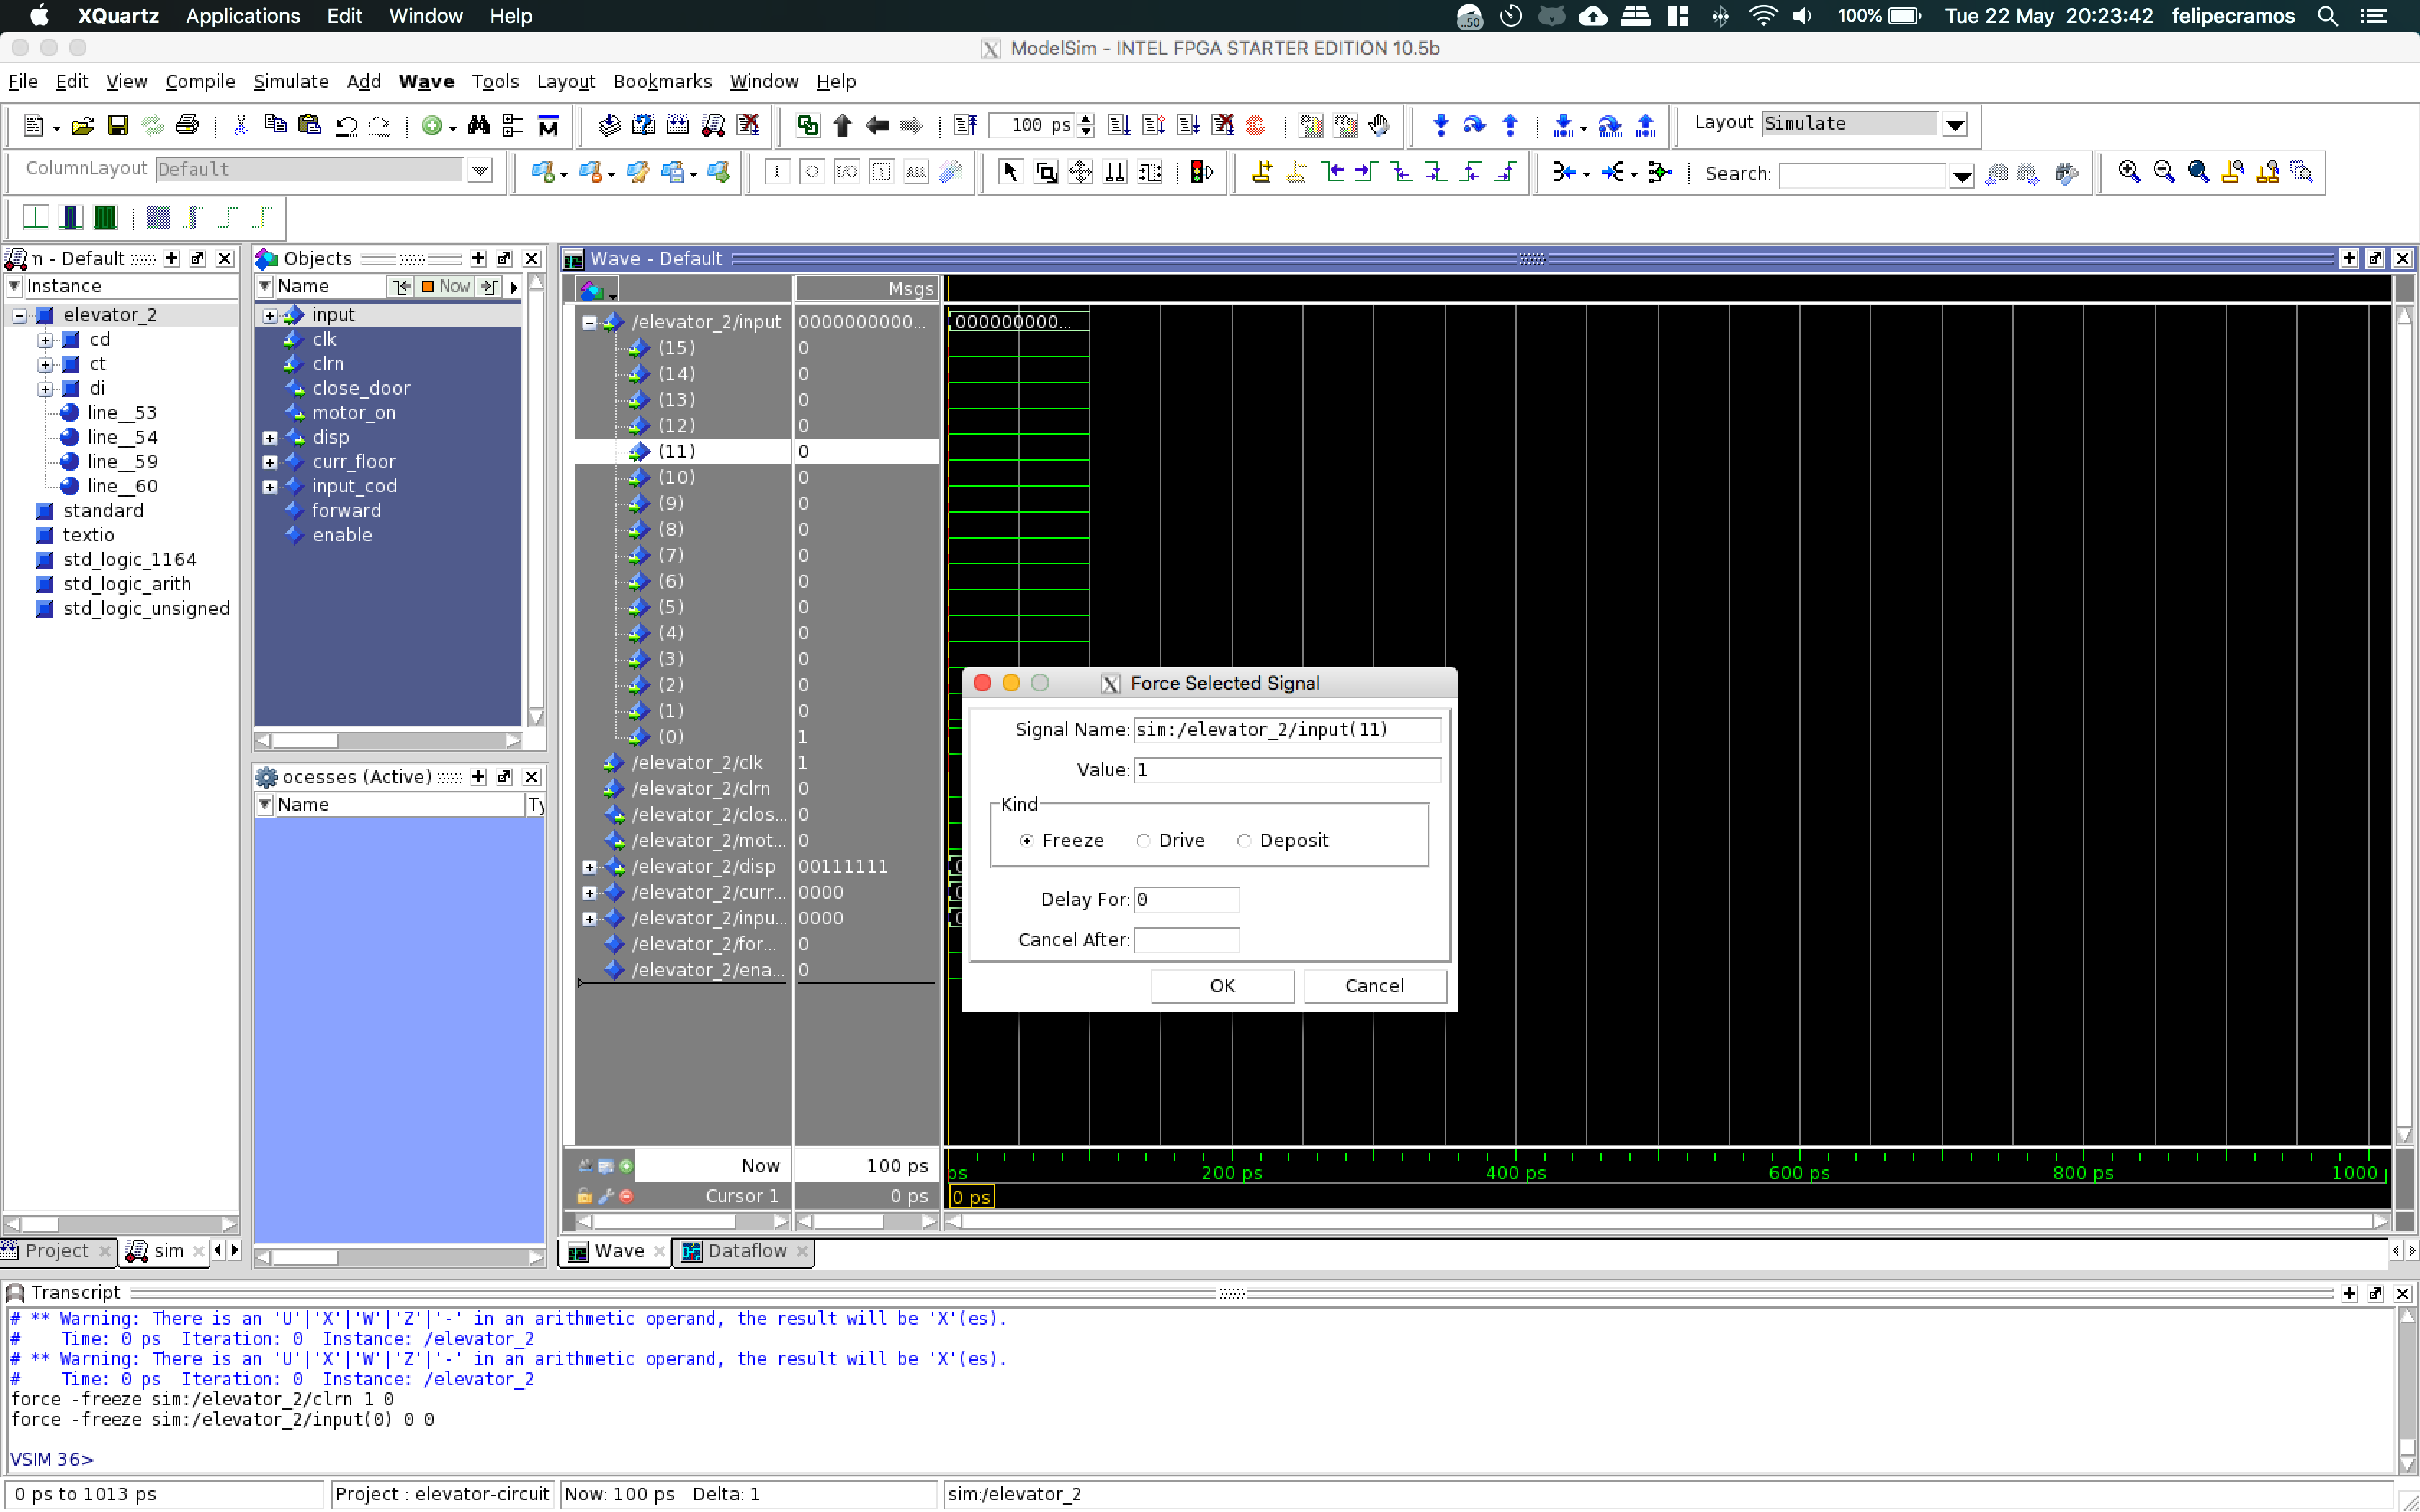 XQuartz Applications Edit Window Help
..50 100% Tue 22 May 20:23:42 felipecramos
ModelSim - INTEL FPGA STARTER EDITION 10.5b
File Edit View Compile Simulate Add Wave Tools Layout Bookmarks Window Help
100 ps Layout Simulate
ColumnLayout Default Search:
m - Default
Instance
elevator_2
cd
ct
di
line__53
line__54
line__59
line__60
standard
textio
std_logic_1164
std_logic_arith
std_logic_unsigned
Project sim
Objects
Name Now
input
clk
clrn
close_door
motor_on
disp
curr_floor
input_cod
forward
enable
ocesses (Active)
Name Ty
Wave - Default
Msgs
/elevator_2/input 0000000000... 000000000...
(15) 0
(14) 0
(13) 0
(12) 0
(11) 0
(10) 0
(9) 0
(8) 0
(7) 0
(6) 0
(5) 0
(4) 0
(3) 0
(2) 0
(1) 0
(0) 1
/elevator_2/clk 1
/elevator_2/clrn 0
/elevator_2/clos... 0
/elevator_2/mot... 0
/elevator_2/disp 00111111
/elevator_2/curr... 0000
/elevator_2/inpu... 0000
/elevator_2/for... 0
/elevator_2/ena... 0
Force Selected Signal
Signal Name: sim:/elevator_2/input(11)
Value: 1
Kind
Freeze Drive Deposit
Delay For: 0
Cancel After:
OK Cancel
Now 100 ps
ps 200 ps 400 ps 600 ps 800 ps 1000
Cursor 1 0 ps 0 ps
Wave Dataflow
Transcript
# ** Warning: There is an 'U'|'X'|'W'|'Z'|'-' in an arithmetic operand, the result will be 'X'(es).
# Time: 0 ps Iteration: 0 Instance: /elevator_2
# ** Warning: There is an 'U'|'X'|'W'|'Z'|'-' in an arithmetic operand, the result will be 'X'(es).
# Time: 0 ps Iteration: 0 Instance: /elevator_2
force -freeze sim:/elevator_2/clrn 1 0
force -freeze sim:/elevator_2/input(0) 0 0
VSIM 36>
0 ps to 1013 ps Project : elevator-circuit Now: 100 ps Delta: 1 sim:/elevator_2